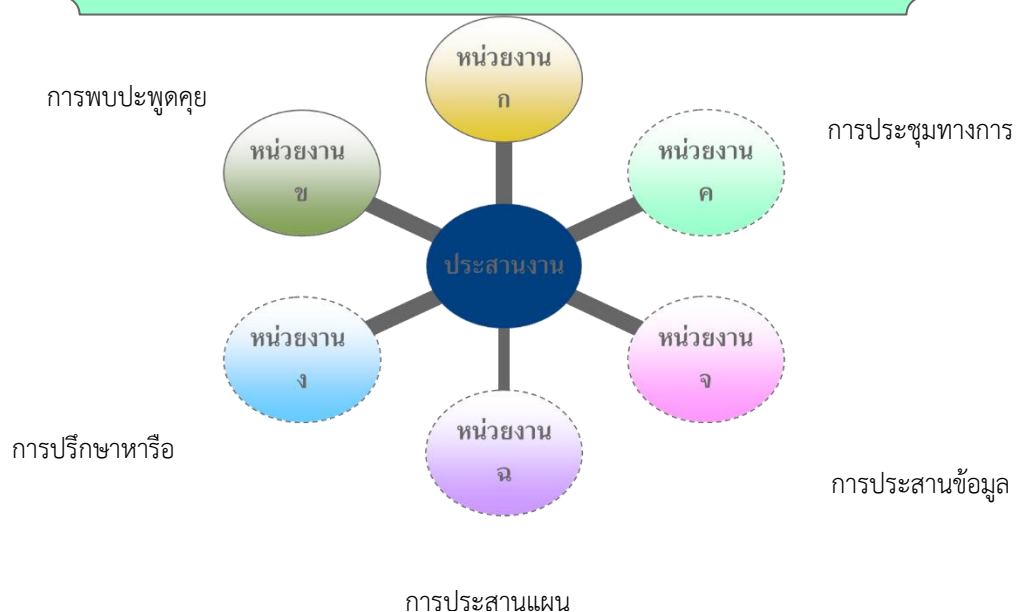 หน่วยงาน
ก
การพบปะพูดคุย
การประชุมทางการ
หน่วยงาน
ข
หน่วยงาน
ค
ประสานงาน
หน่วยงาน
ง
หน่วยงาน
จ
หน่วยงาน
ฉ
การปรึกษาหารือ
การประสานข้อมูล
การประสานแผน